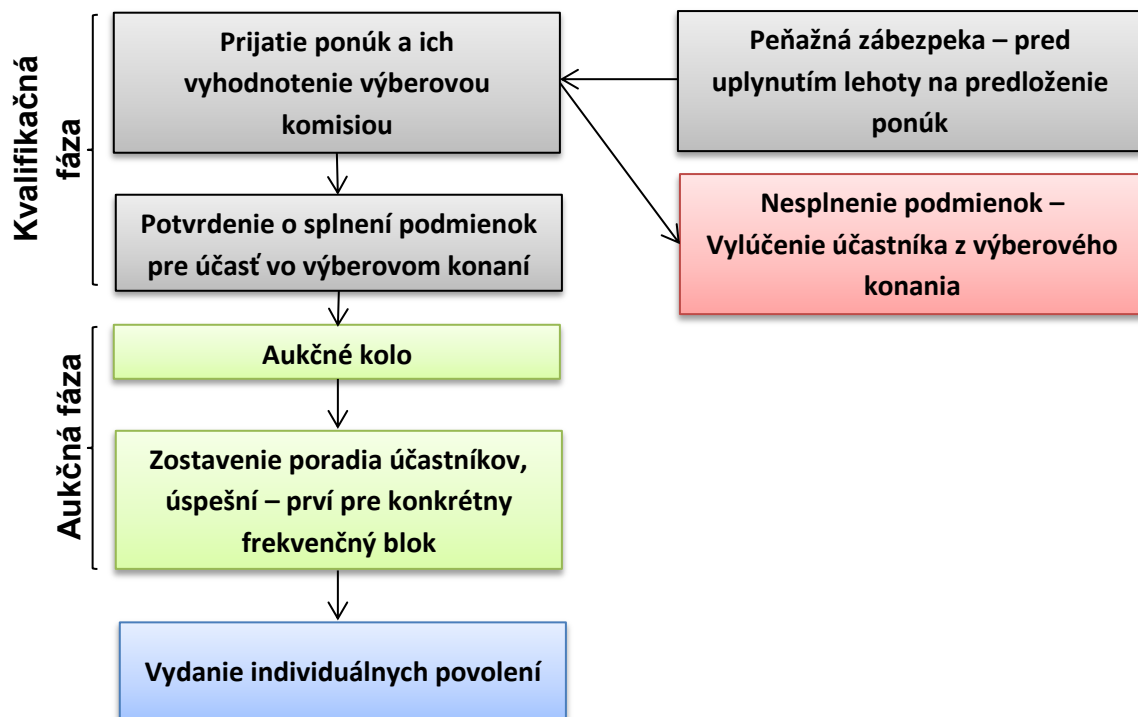 Kvalifikačná
fáza
Prijatie ponúk a ich
vyhodnotenie výberovou
komisiou
Peňažná zábezpeka – pred
uplynutím lehoty na predloženie
ponúk
Nesplnenie podmienok –
Vylúčenie účastníka z výberového
konania
Potvrdenie o splnení podmienok
pre účasť vo výberovom konaní
Aukčná fáza
Aukčné kolo
Zostavenie poradia účastníkov,
úspešní – prví pre konkrétny
frekvenčný blok
Vydanie individuálnych povolení